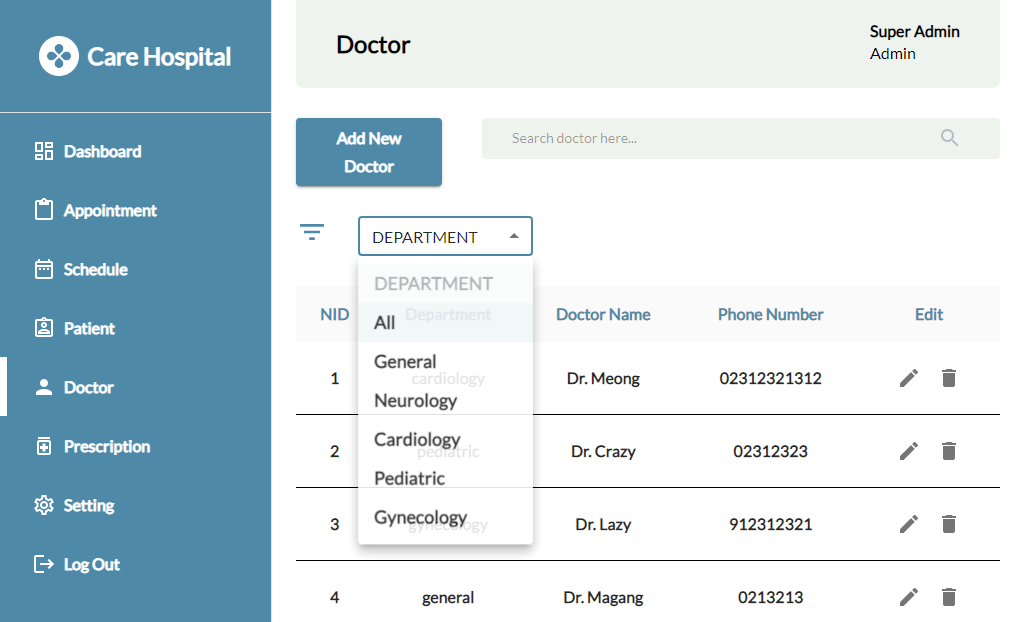 Care Hospital
Dashboard
Appointment
Schedule
Patient
Doctor
Prescription
Setting
Log Out
Doctor
Super Admin
Admin
Add New
Doctor
Search doctor here...
DEPARTMENT
DEPARTMENT
All
General
Neurology
Cardiology
Pediatric
Gynecology
NID Department Doctor Name Phone Number Edit
1 cardiology Dr. Meong 02312321312
2 pediatric Dr. Crazy 02312323
3 gynecology Dr. Lazy 912312321
4 general Dr. Magang 0213213